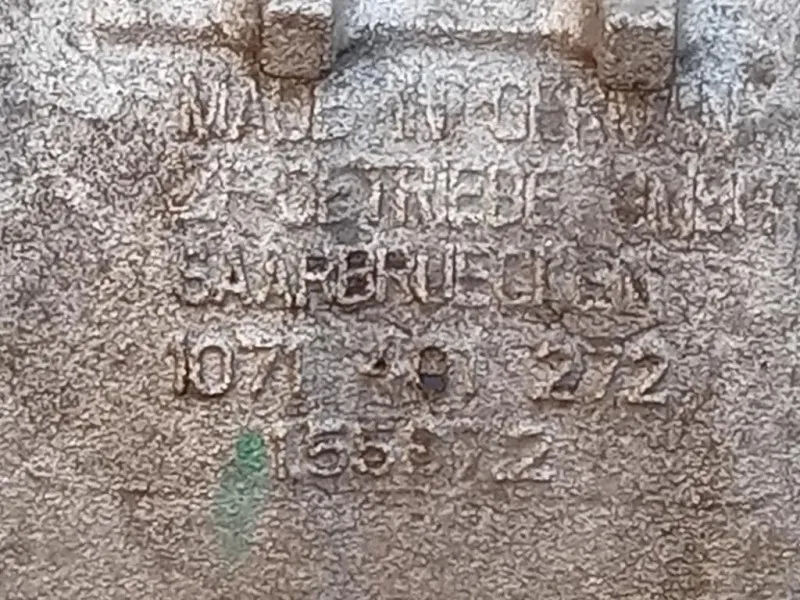 MADE IN GERMANY
ZF GETRIEBE GMBH
SAARBRUECKEN
1071 272